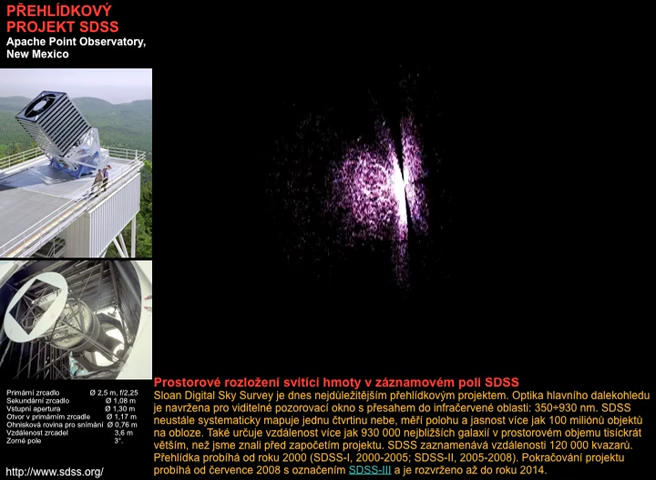 PŘEHLÍDKOVÝ
PROJEKT SDSS
Apache Point Observatory,
New Mexico
Primární zrcadlo Ø 2,5 m, f/2,25
Sekundární zrcadlo Ø 1,08 m
Vstupní apertura Ø 1,30 m
Otvor v primárním zrcadle Ø 1,17 m
Ohnisková rovina pro snímání Ø 0,76 m
Vzdálenost zrcadel 3,6 m
Zorné pole 3°.
http://www.sdss.org/
Prostorové rozložení svítící hmoty v záznamovém poli SDSS
Sloan Digital Sky Survey je dnes nejdůležitějším přehlídkovým projektem. Optika hlavního dalekohledu
je navržena pro viditelné pozorovací okno s přesahem do infračervené oblasti: 350÷930 nm. SDSS
neustále systematicky mapuje jednu čtvrtinu nebe, měří polohu a jasnost více jak 100 miliónů objektů
na obloze. Také určuje vzdálenost více jak 930 000 nejbližších galaxií v prostorovém objemu tisíckrát
větším, než jsme znali před započetím projektu. SDSS zaznamenává vzdálenosti 120 000 kvazarů.
Přehlídka probíhá od roku 2000 (SDSS-I, 2000-2005; SDSS-II, 2005-2008). Pokračování projektu
probíhá od července 2008 s označením SDSS-III a je rozvrženo až do roku 2014.